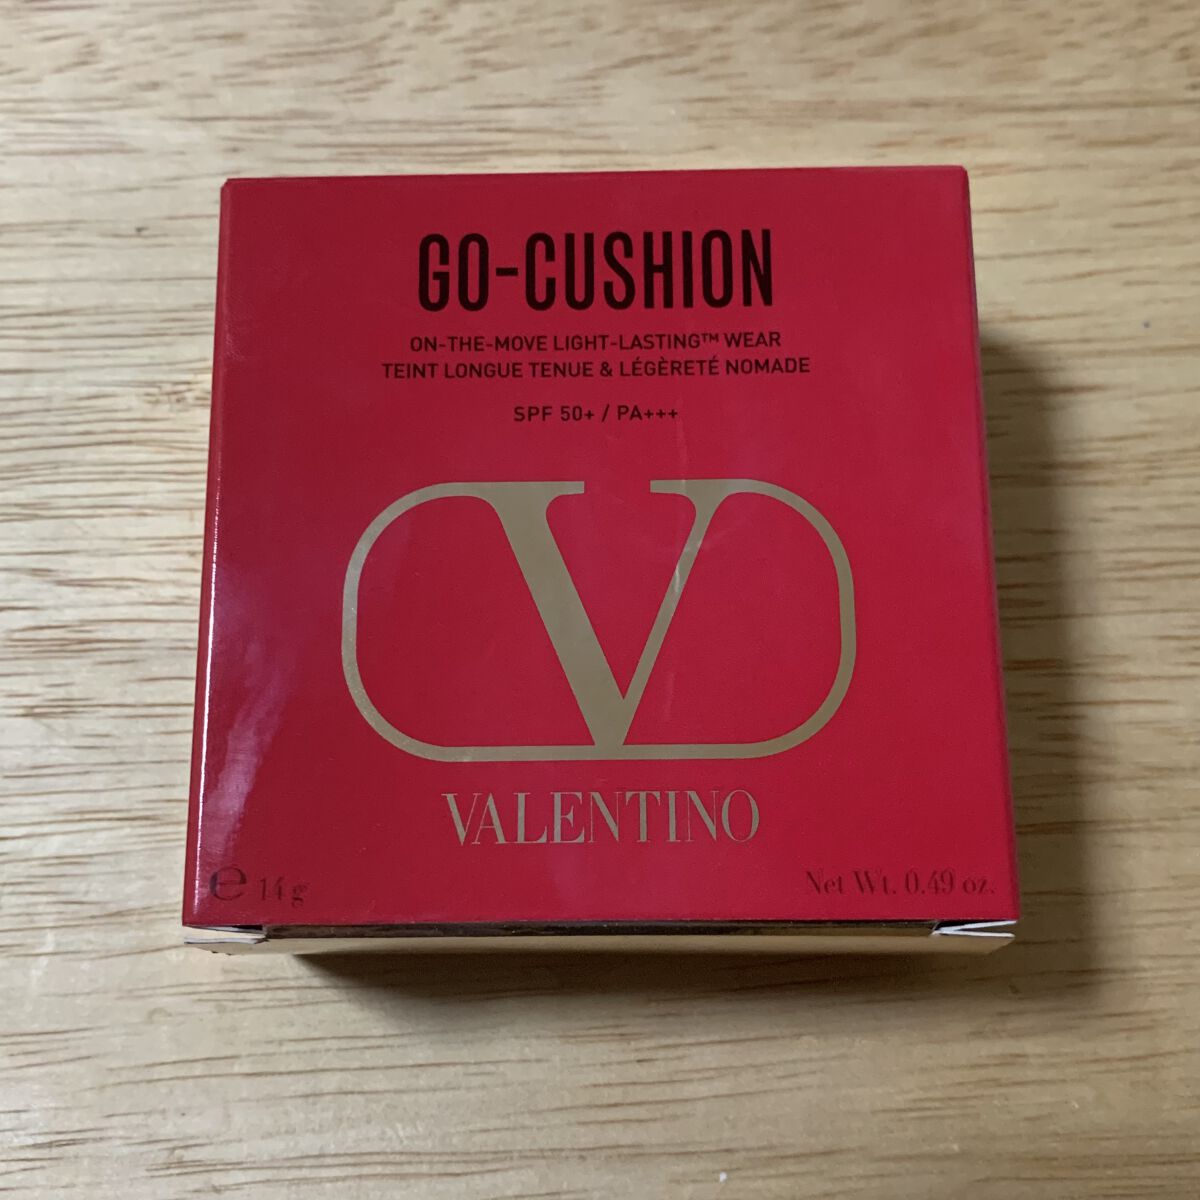 GO-CUSHION
ON-THE-MOVE LIGHT-LASTING™ WEAR
TEINT LONGUE TENUE & LÉGÈRETÉ NOMADE
SPF 50+ / PA+++
V
VALENTINO
℮ 14 g
Net Wt. 0.49 oz.